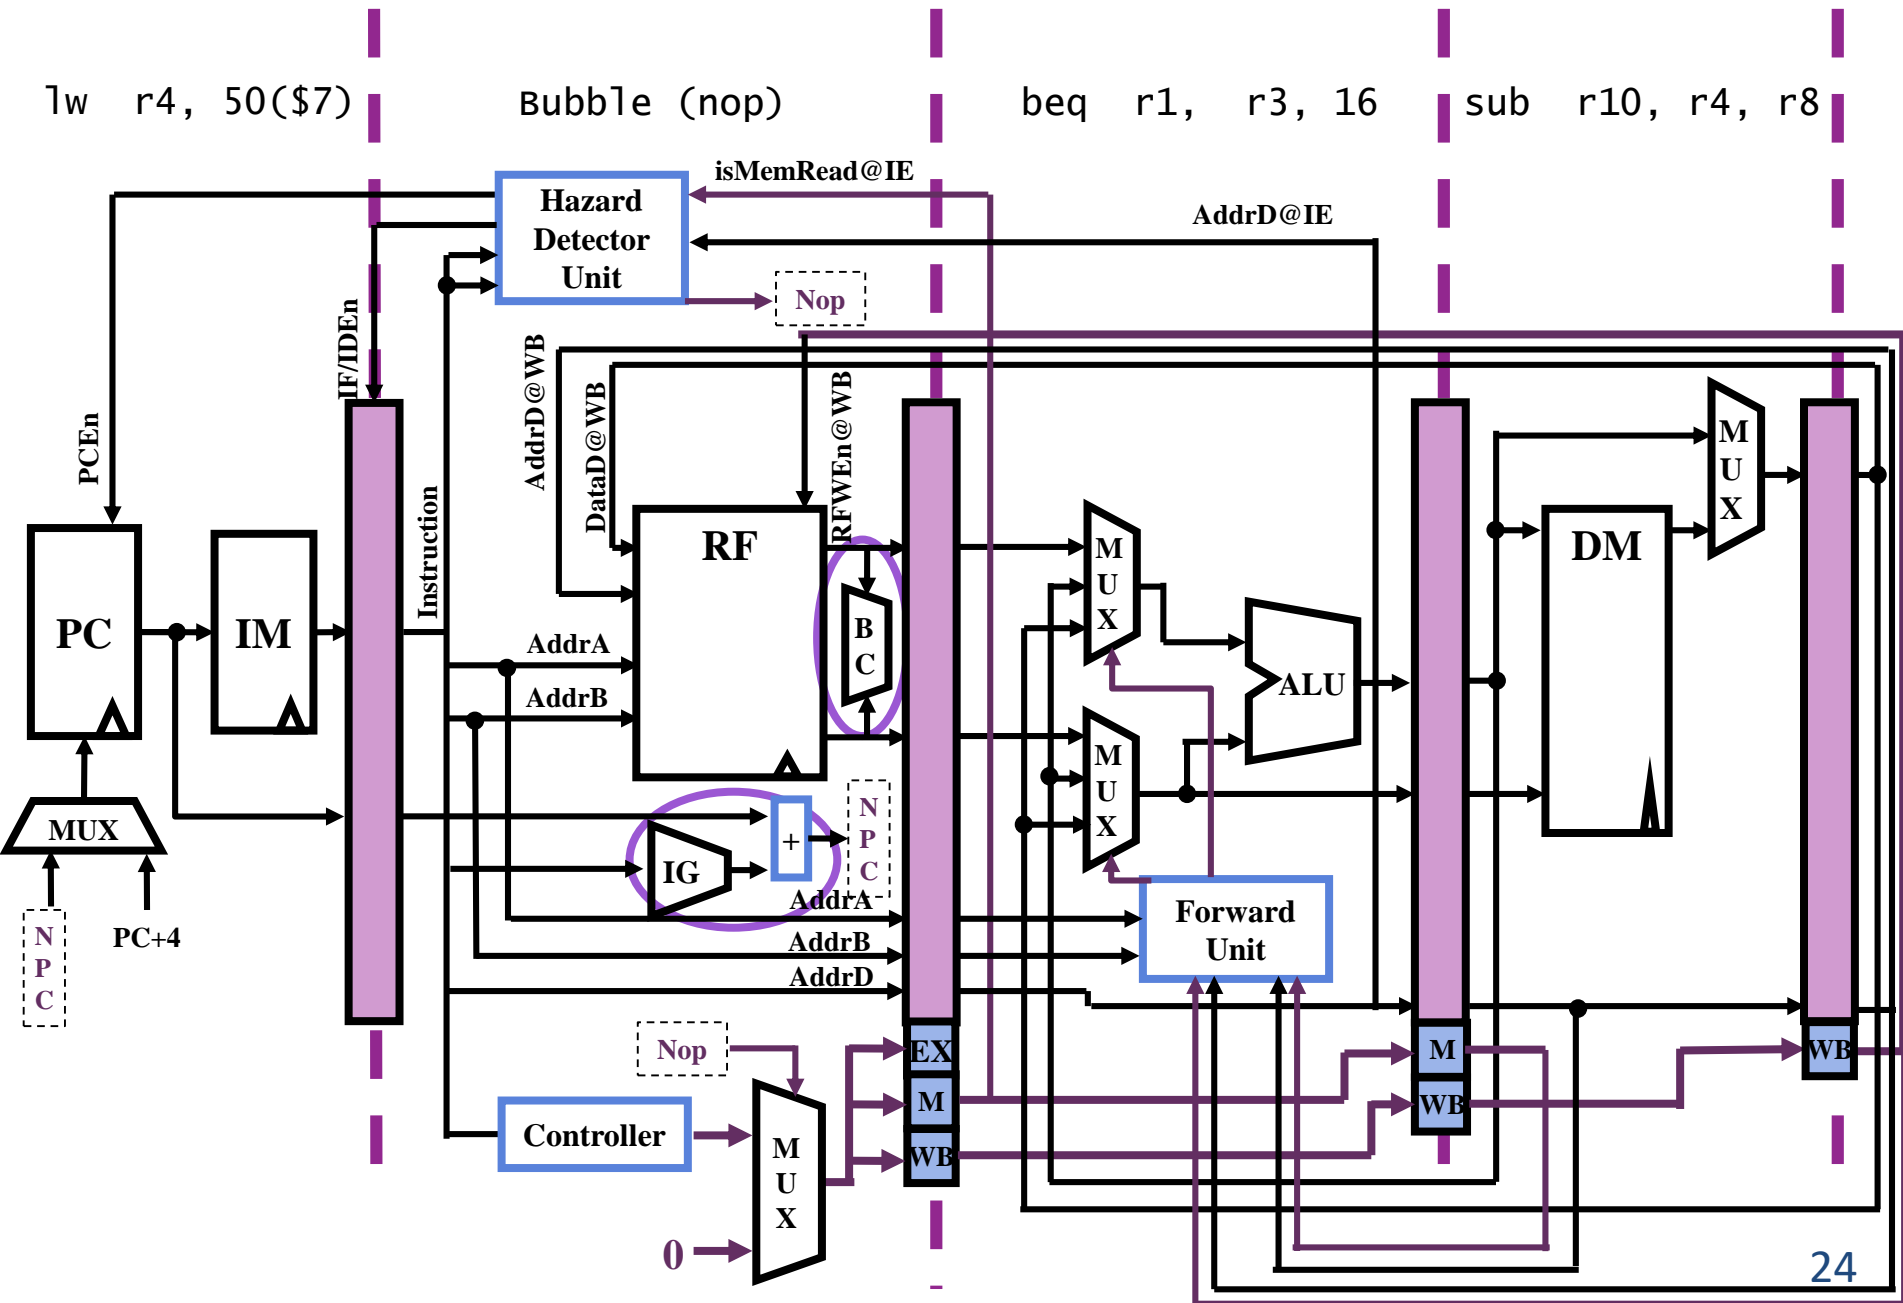 lw r4, 50($7)
Bubble (nop)
beq r1, r3, 16
sub r10, r4, r8
isMemRead@IE
Hazard
Detector
Unit
AddrD@IE
Nop
IF/IDEn
AddrD@WB
DataD@WB
RFWEn@WB
PCEn
Instruction
M
U
X
RF
DM
M
U
X
PC
IM
B
C
AddrA
ALU
AddrB
M
U
X
MUX
+
N
P
C
IG
AddrA
Forward
Unit
N
P
C
PC+4
AddrB
AddrD
Nop
EX
M
WB
M
WB
WB
Controller
M
U
X
0
24